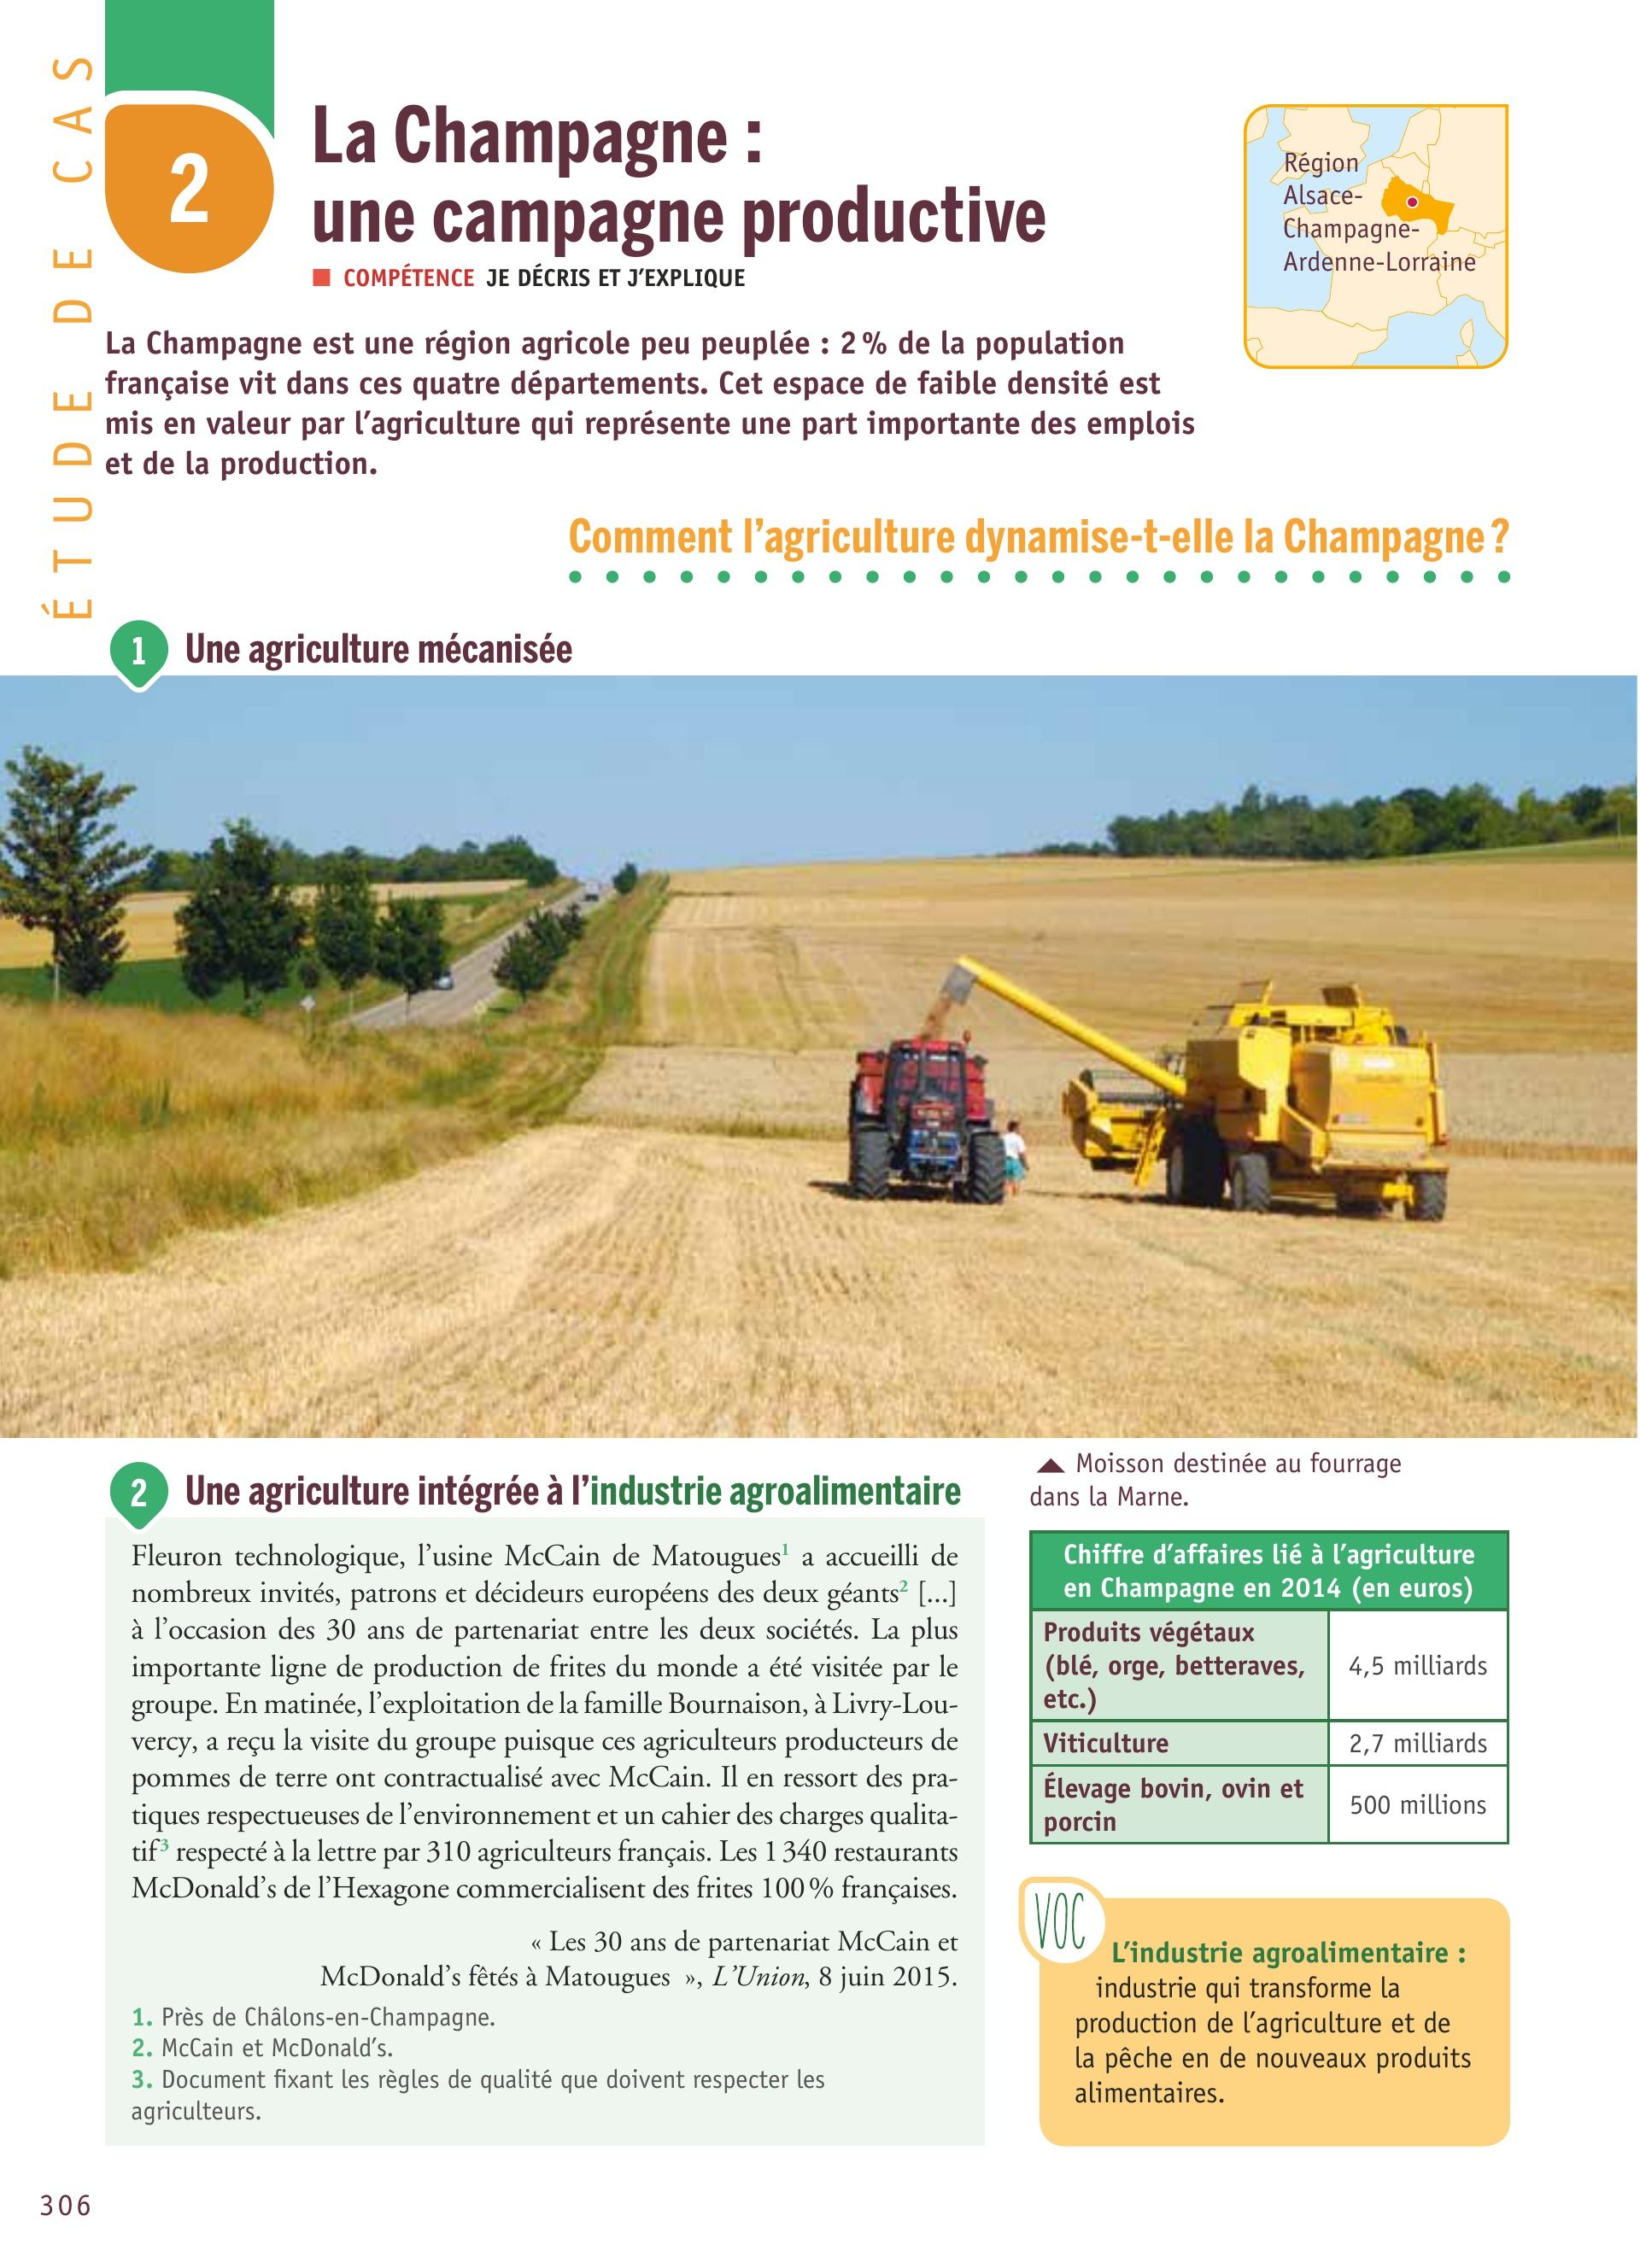 ÉTUDE DE CAS
2
La Champagne :
une campagne productive
COMPÉTENCE JE DÉCRIS ET J'EXPLIQUE
Région
Alsace-
Champagne-
Ardenne-Lorraine
La Champagne est une région agricole peu peuplée : 2 % de la population
française vit dans ces quatre départements. Cet espace de faible densité est
mis en valeur par l'agriculture qui représente une part importante des emplois
et de la production.
Comment l'agriculture dynamise-t-elle la Champagne ?
1 Une agriculture mécanisée
2 Une agriculture intégrée à l'industrie agroalimentaire
Fleuron technologique, l'usine McCain de Matougues1 a accueilli de
nombreux invités, patrons et décideurs européens des deux géants2 [...]
à l'occasion des 30 ans de partenariat entre les deux sociétés. La plus
importante ligne de production de frites du monde a été visitée par le
groupe. En matinée, l'exploitation de la famille Bournaison, à Livry-Lou-
vercy, a reçu la visite du groupe puisque ces agriculteurs producteurs de
pommes de terre ont contractualisé avec McCain. Il en ressort des pra-
tiques respectueuses de l'environnement et un cahier des charges qualita-
tif3 respecté à la lettre par 310 agriculteurs français. Les 1 340 restaurants
McDonald's de l'Hexagone commercialisent des frites 100 % françaises.
« Les 30 ans de partenariat McCain et
McDonald's fêtés à Matougues », L'Union, 8 juin 2015.
1. Près de Châlons-en-Champagne.
2. McCain et McDonald's.
3. Document fixant les règles de qualité que doivent respecter les
agriculteurs.
Moisson destinée au fourrage
dans la Marne.
Chiffre d'affaires lié à l'agriculture
en Champagne en 2014 (en euros)
Produits végétaux
(blé, orge, betteraves,
etc.)
4,5 milliards
Viticulture
2,7 milliards
Élevage bovin, ovin et
porcin
500 millions
VOC
L'industrie agroalimentaire :
industrie qui transforme la
production de l'agriculture et de
la pêche en de nouveaux produits
alimentaires.
306